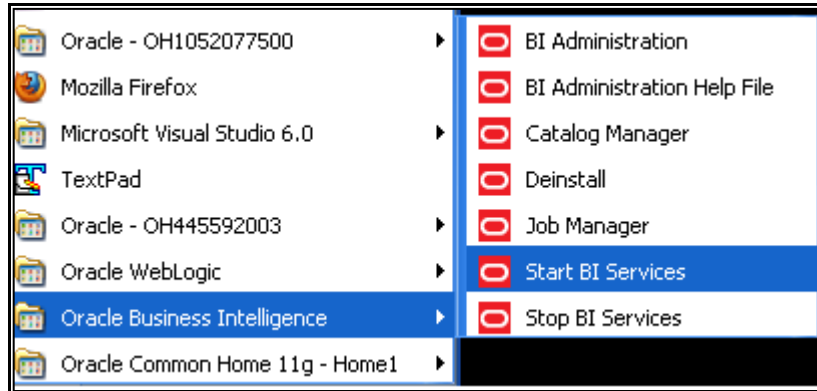 Oracle - OH1052077500
Mozilla Firefox
Microsoft Visual Studio 6.0
TextPad
Oracle - OH445592003
Oracle WebLogic
Oracle Business Intelligence
Oracle Common Home 11g - Home1
BI Administration
BI Administration Help File
Catalog Manager
Deinstall
Job Manager
Start BI Services
Stop BI Services